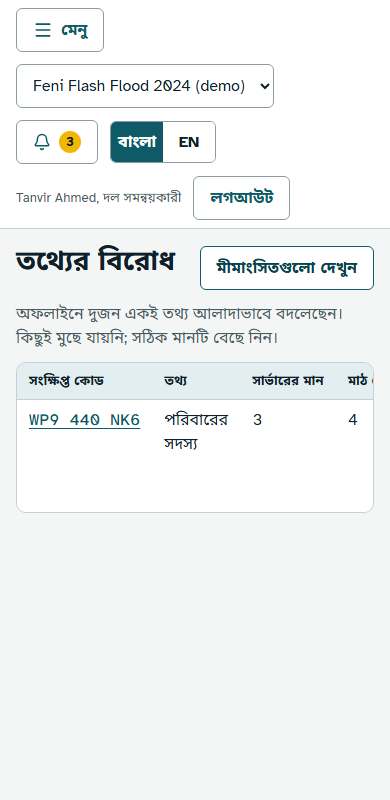 মেনু
Feni Flash Flood 2024 (demo)
3
বাংলা EN
Tanvir Ahmed, দল সমন্বয়কারী লগআউট
তথ্যের বিরোধ মীমাংসিতগুলো দেখুন
অফলাইনে দুজন একই তথ্য আলাদাভাবে বদলেছেন।
কিছুই মুছে যায়নি; সঠিক মানটি বেছে নিন।
সংক্ষিপ্ত কোড তথ্য সার্ভারের মান মাঠ
WP9 440 NK6 পরিবারের 3 4
সদস্য